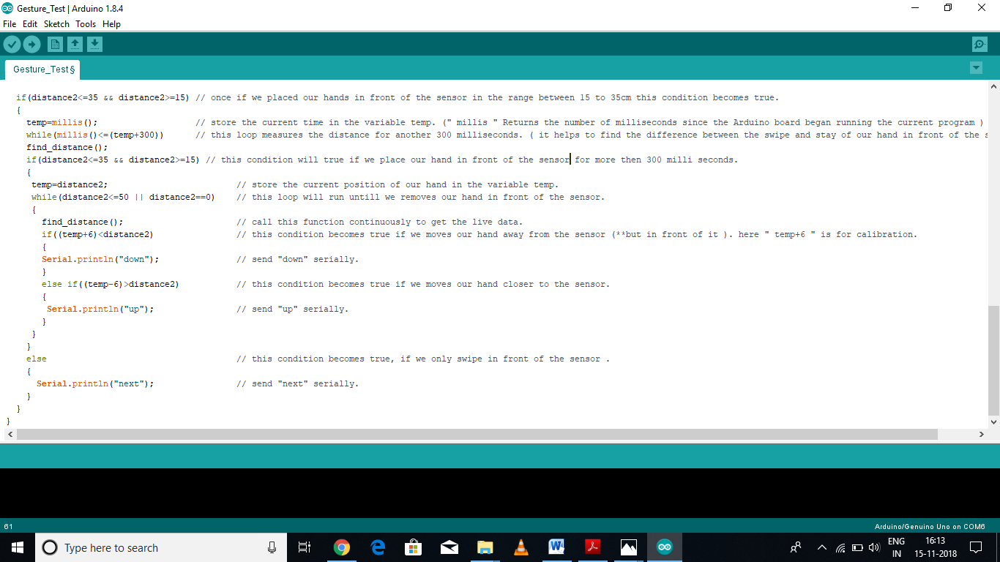 Gesture_Test | Arduino 1.8.4
File Edit Sketch Tools Help
Gesture_Test §
if(distance2<=35 && distance2>=15) // once if we placed our hands in front of the sensor in the range between 15 to 35cm this condition becomes true.
{
temp=millis(); // store the current time in the variable temp. (" millis " Returns the number of milliseconds since the Arduino board began running the current program )
while(millis()<=(temp+300)) // this loop measures the distance for another 300 milliseconds. ( it helps to find the difference between the swipe and stay of our hand in front of the s
find_distance();
if(distance2<=35 && distance2>=15) // this condition will true if we place our hand in front of the sensor for more then 300 milli seconds.
{
temp=distance2; // store the current position of our hand in the variable temp.
while(distance2<=50 || distance2==0) // this loop will run untill we removes our hand in front of the sensor.
{
find_distance(); // call this function continuously to get the live data.
if((temp+6)<distance2) // this condition becomes true if we moves our hand away from the sensor (**but in front of it ). here " temp+6 " is for calibration.
{
Serial.println("down"); // send "down" serially.
}
else if((temp-6)>distance2) // this condition becomes true if we moves our hand closer to the sensor.
{
Serial.println("up"); // send "up" serially.
}
}
}
else // this condition becomes true, if we only swipe in front of the sensor .
{
Serial.println("next"); // send "next" serially.
}
}
}
61 Arduino/Genuino Uno on COM6
Type here to search
ENG
IN
16:13
15-11-2018